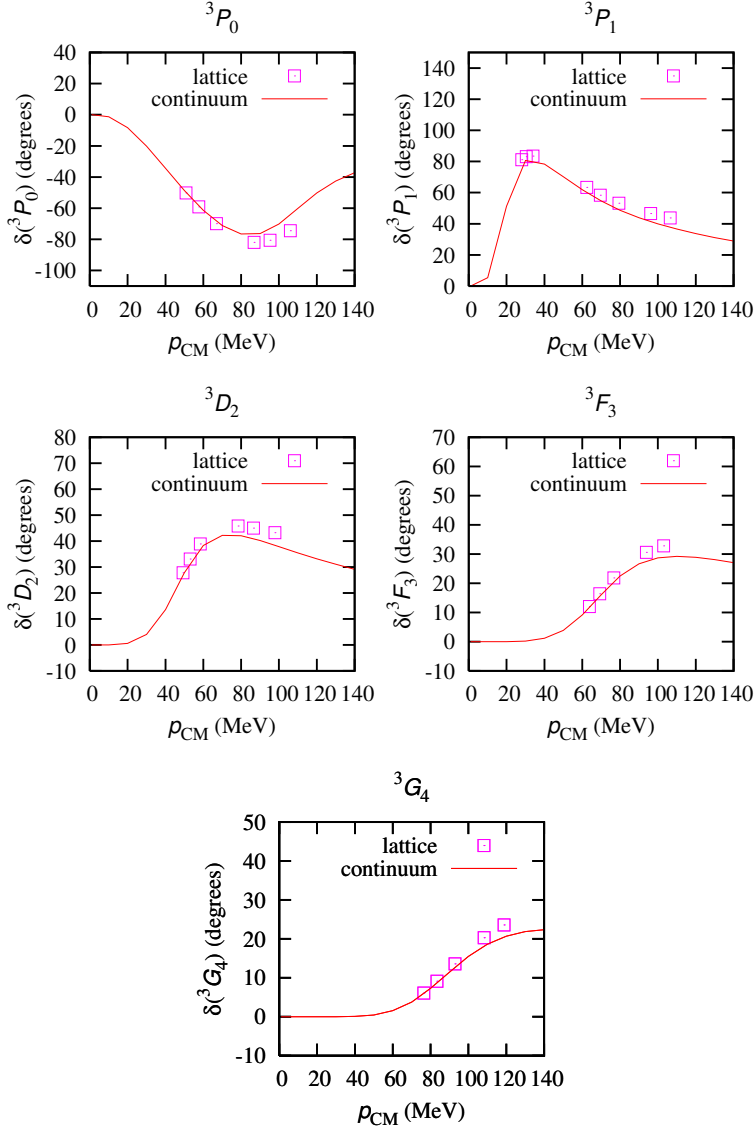 ³P₀
40
20
0
-20
-40
-60
-80
-100
lattice
continuum
δ(³P₀) (degrees)
0 20 40 60 80 100 120 140
p_CM (MeV)
³P₁
140
120
100
80
60
40
20
0
lattice
continuum
δ(³P₁) (degrees)
0 20 40 60 80 100 120 140
p_CM (MeV)
³D₂
80
70
60
50
40
30
20
10
0
-10
lattice
continuum
δ(³D₂) (degrees)
0 20 40 60 80 100 120 140
p_CM (MeV)
³F₃
70
60
50
40
30
20
10
0
-10
lattice
continuum
δ(³F₃) (degrees)
0 20 40 60 80 100 120 140
p_CM (MeV)
³G₄
50
40
30
20
10
0
-10
lattice
continuum
δ(³G₄) (degrees)
0 20 40 60 80 100 120 140
p_CM (MeV)